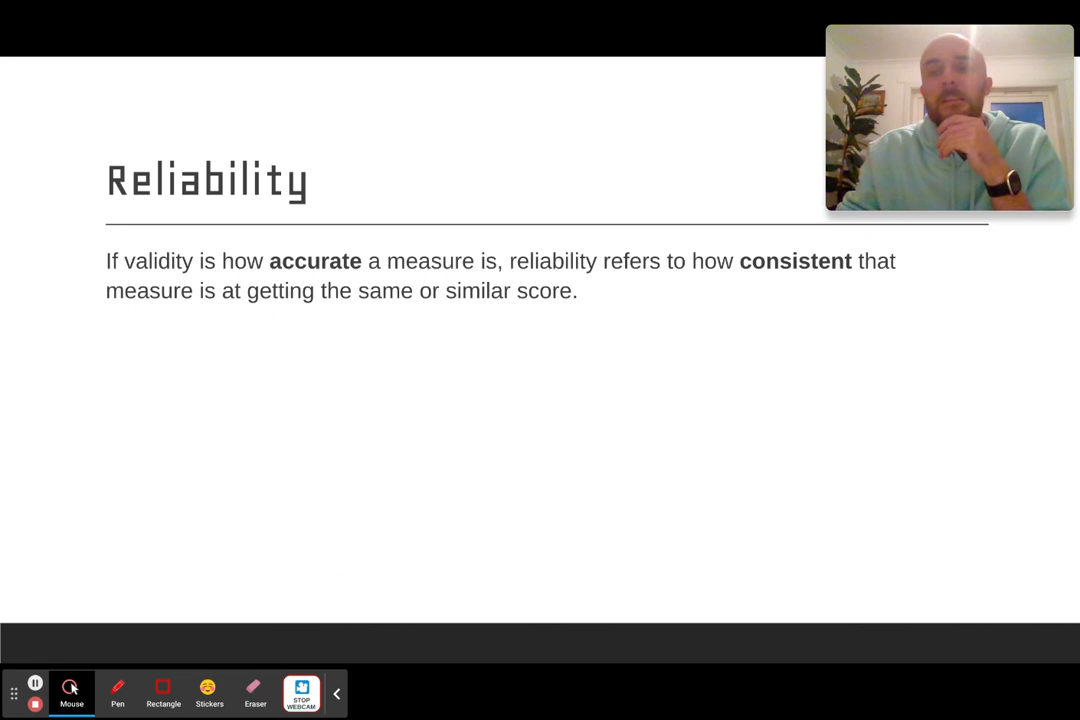 Reliability
If validity is how accurate a measure is, reliability refers to how consistent that
measure is at getting the same or similar score.
Mouse
Pen
Rectangle
Stickers
Eraser
STOP
WEBCAM